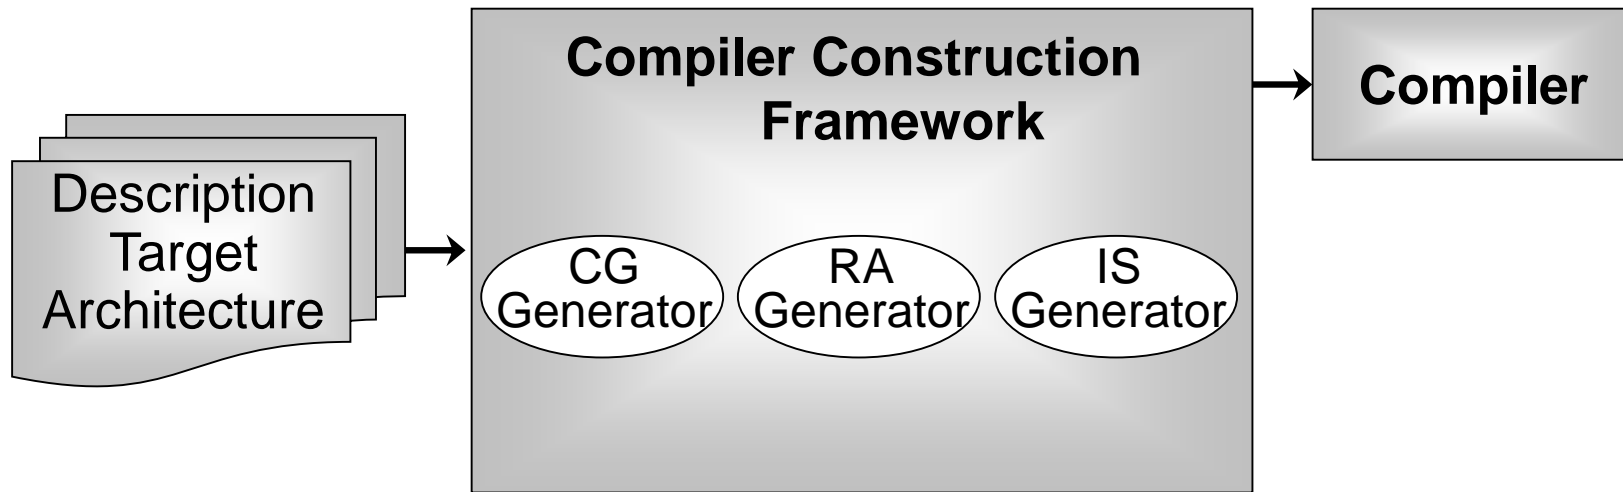 Description
Target
Architecture
Compiler Construction
Framework
CG
Generator
RA
Generator
IS
Generator
Compiler